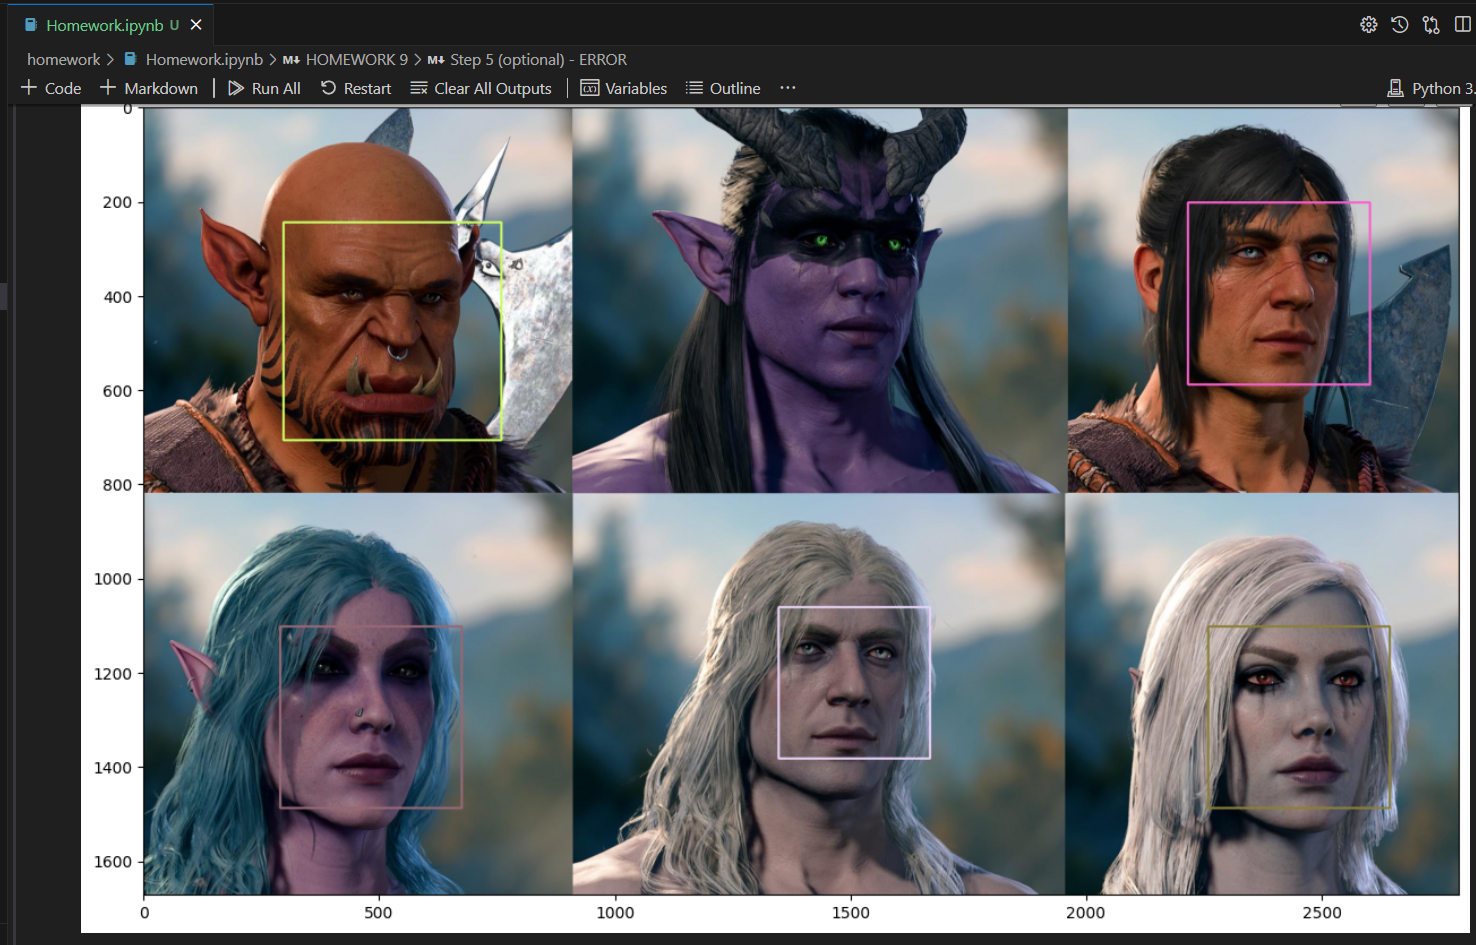 Homework.ipynb U
homework > Homework.ipynb > M↓ HOMEWORK 9 > M↓ Step 5 (optional) - ERROR
+ Code + Markdown | Run All Restart Clear All Outputs | (x) Variables Outline ··· Python 3.
0
200
400
600
800
1000
1200
1400
1600
0 500 1000 1500 2000 2500